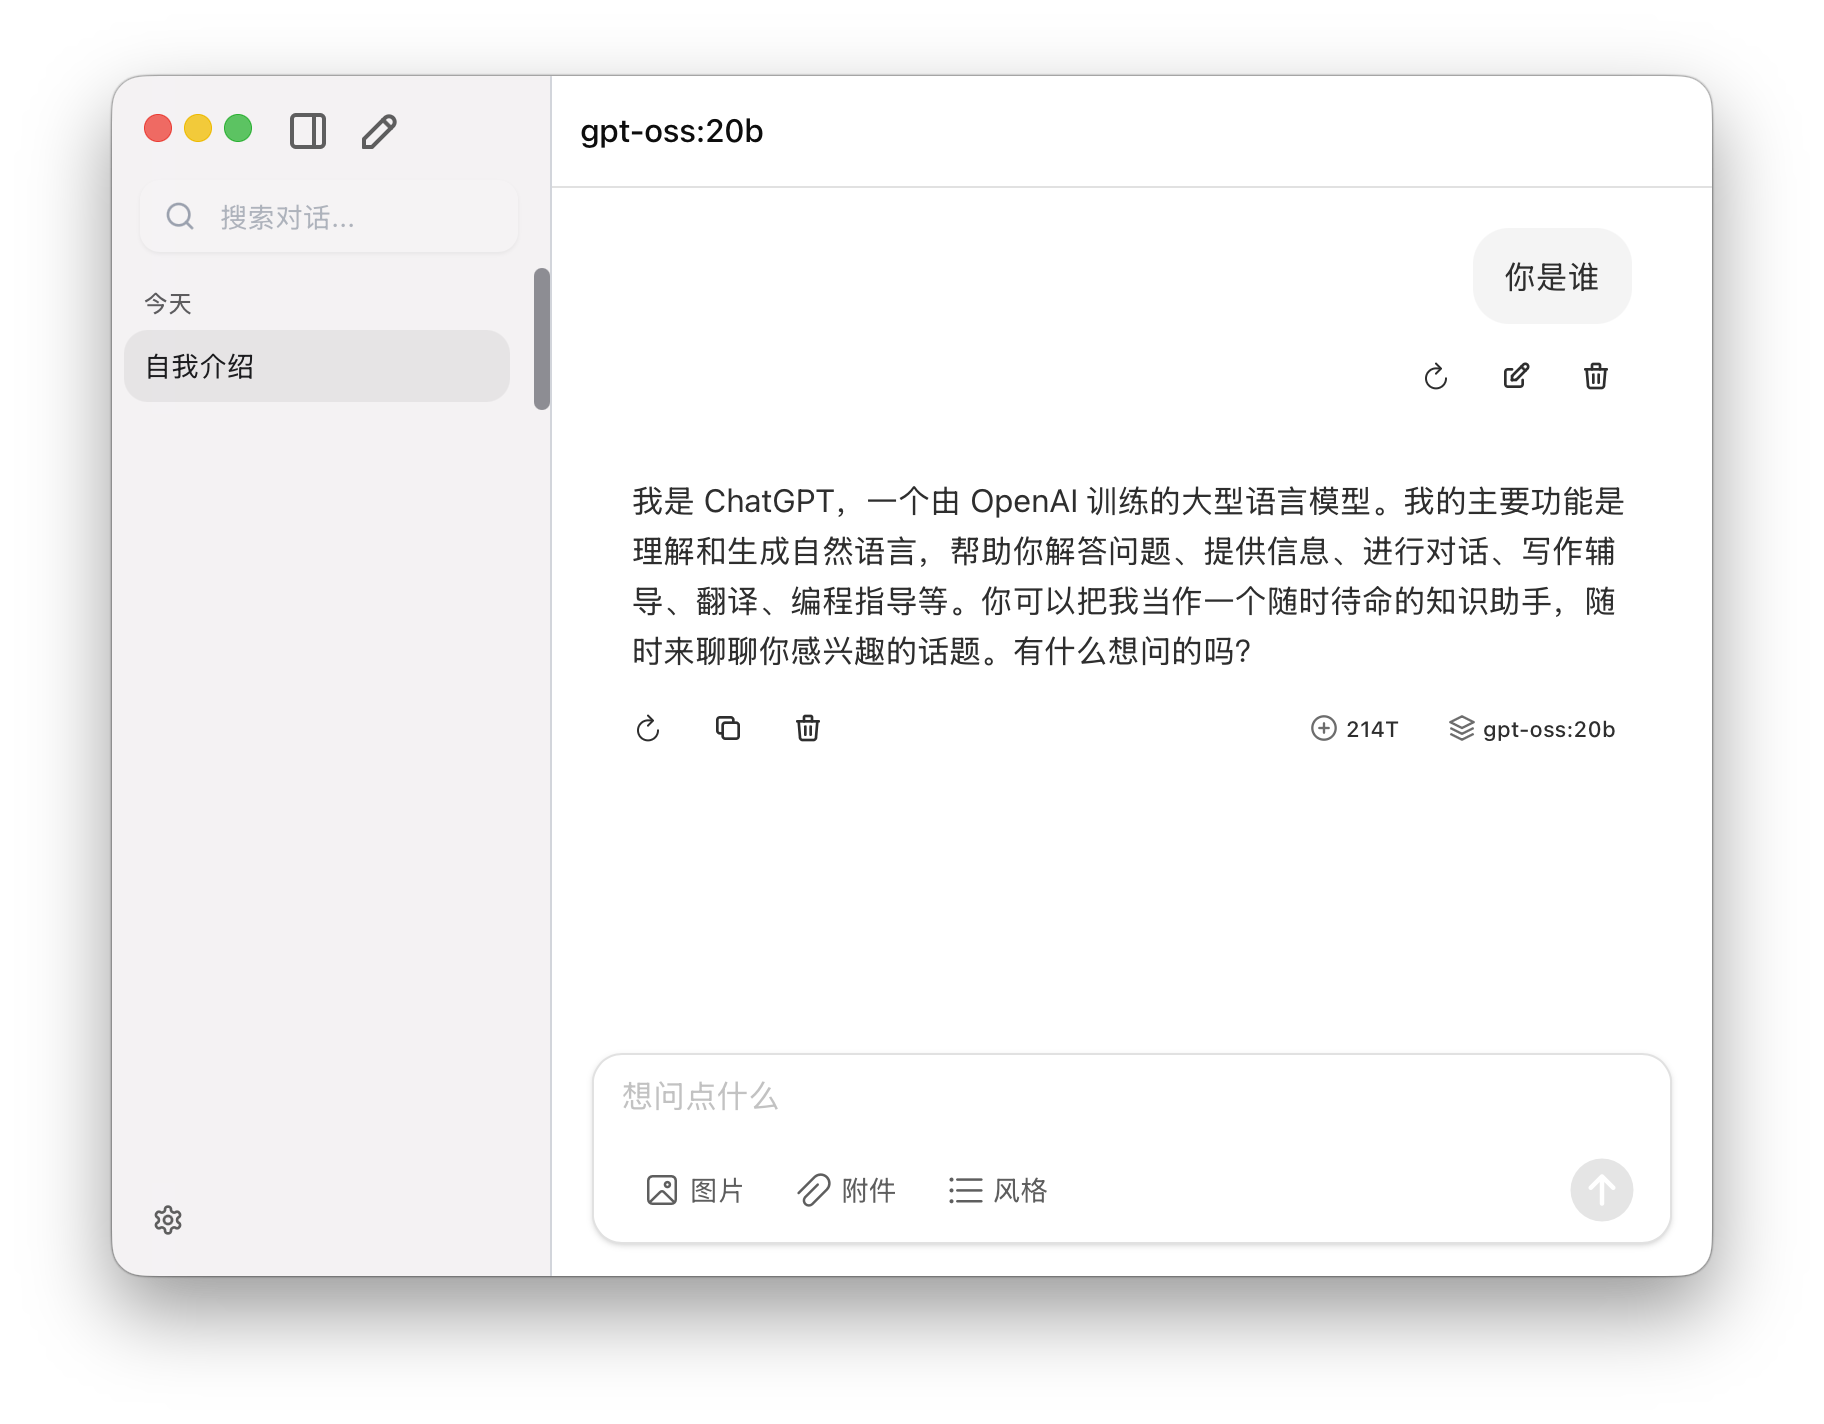 gpt-oss:20b
搜索对话...
今天
自我介绍
你是谁
我是 ChatGPT，一个由 OpenAI 训练的大型语言模型。我的主要功能是
理解和生成自然语言，帮助你解答问题、提供信息、进行对话、写作辅
导、翻译、编程指导等。你可以把我当作一个随时待命的知识助手，随
时来聊聊你感兴趣的话题。有什么想问的吗?
214T gpt-oss:20b
想问点什么
图片 附件 风格